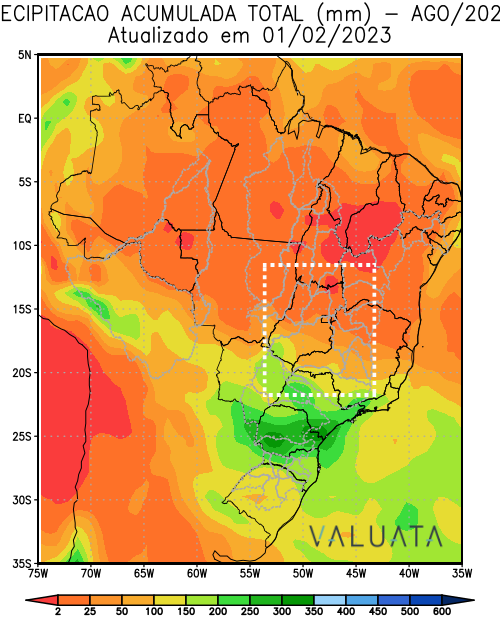 ECIPITACAO ACUMULADA TOTAL (mm) – AGO/202
Atualizado em 01/02/2023
5N
EQ
5S
10S
15S
20S
25S
30S
35S
75W 70W 65W 60W 55W 50W 45W 40W 35W
VALUATA
2 25 50 100 150 200 250 300 350 400 450 500 600